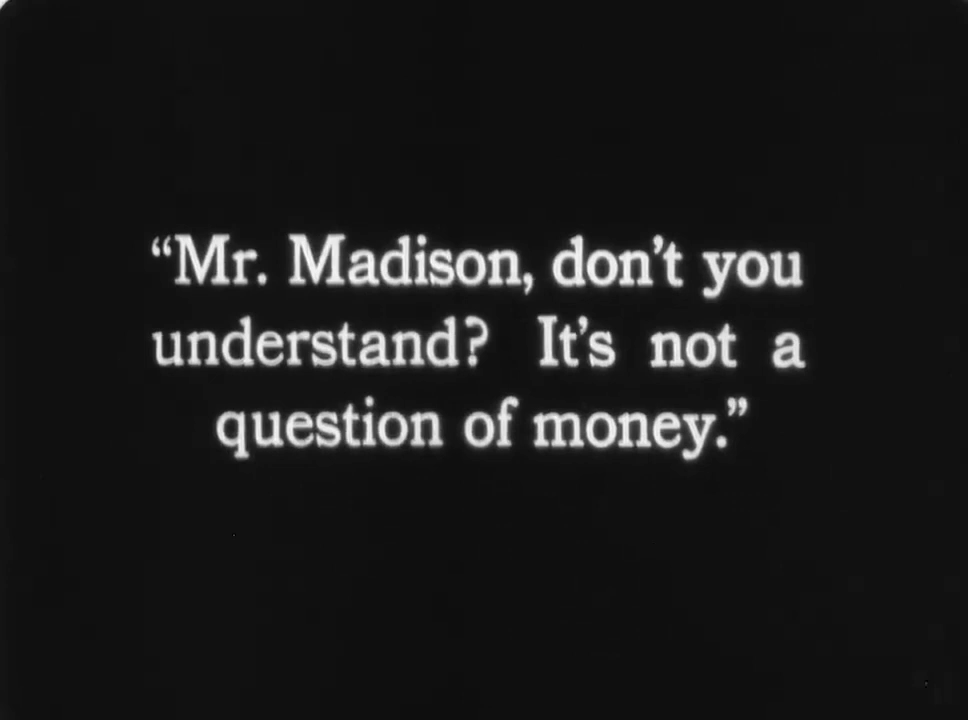 “Mr. Madison, don’t you
understand? It’s not a
question of money.”